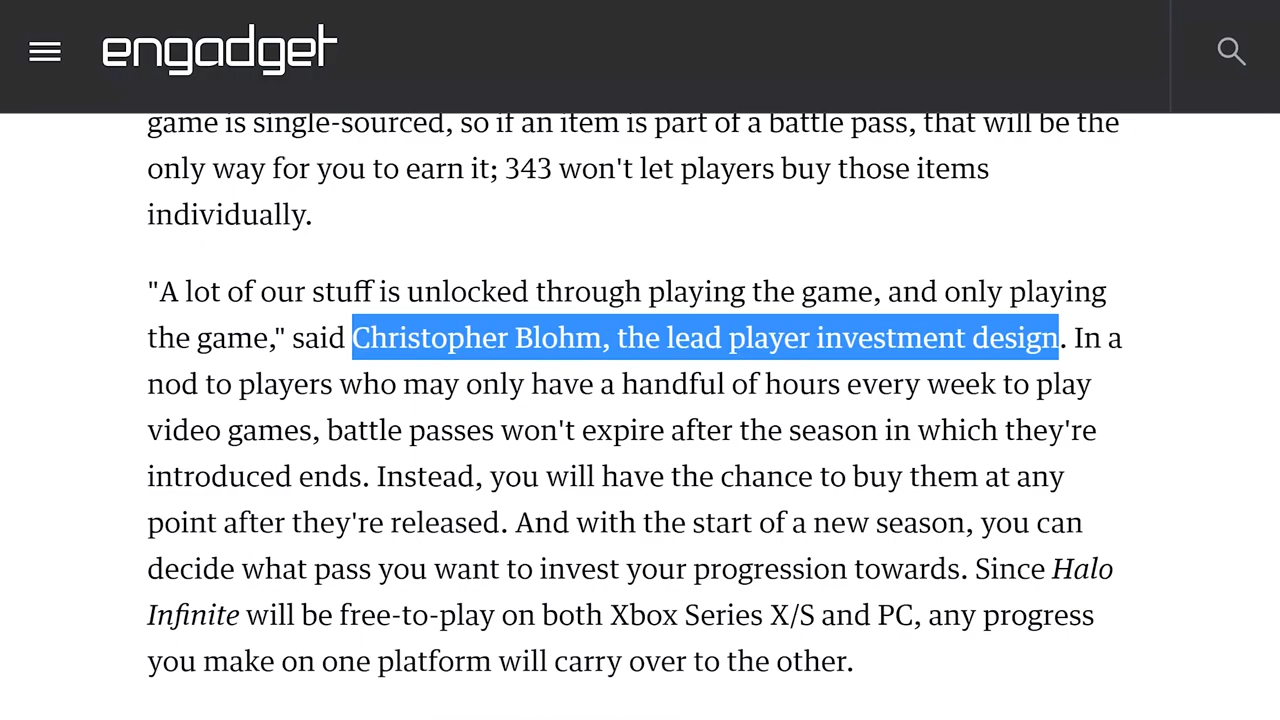 engadget
game is single-sourced, so if an item is part of a battle pass, that will be the
only way for you to earn it; 343 won't let players buy those items
individually.
"A lot of our stuff is unlocked through playing the game, and only playing
the game," said Christopher Blohm, the lead player investment design. In a
nod to players who may only have a handful of hours every week to play
video games, battle passes won't expire after the season in which they're
introduced ends. Instead, you will have the chance to buy them at any
point after they're released. And with the start of a new season, you can
decide what pass you want to invest your progression towards. Since Halo
Infinite will be free-to-play on both Xbox Series X/S and PC, any progress
you make on one platform will carry over to the other.